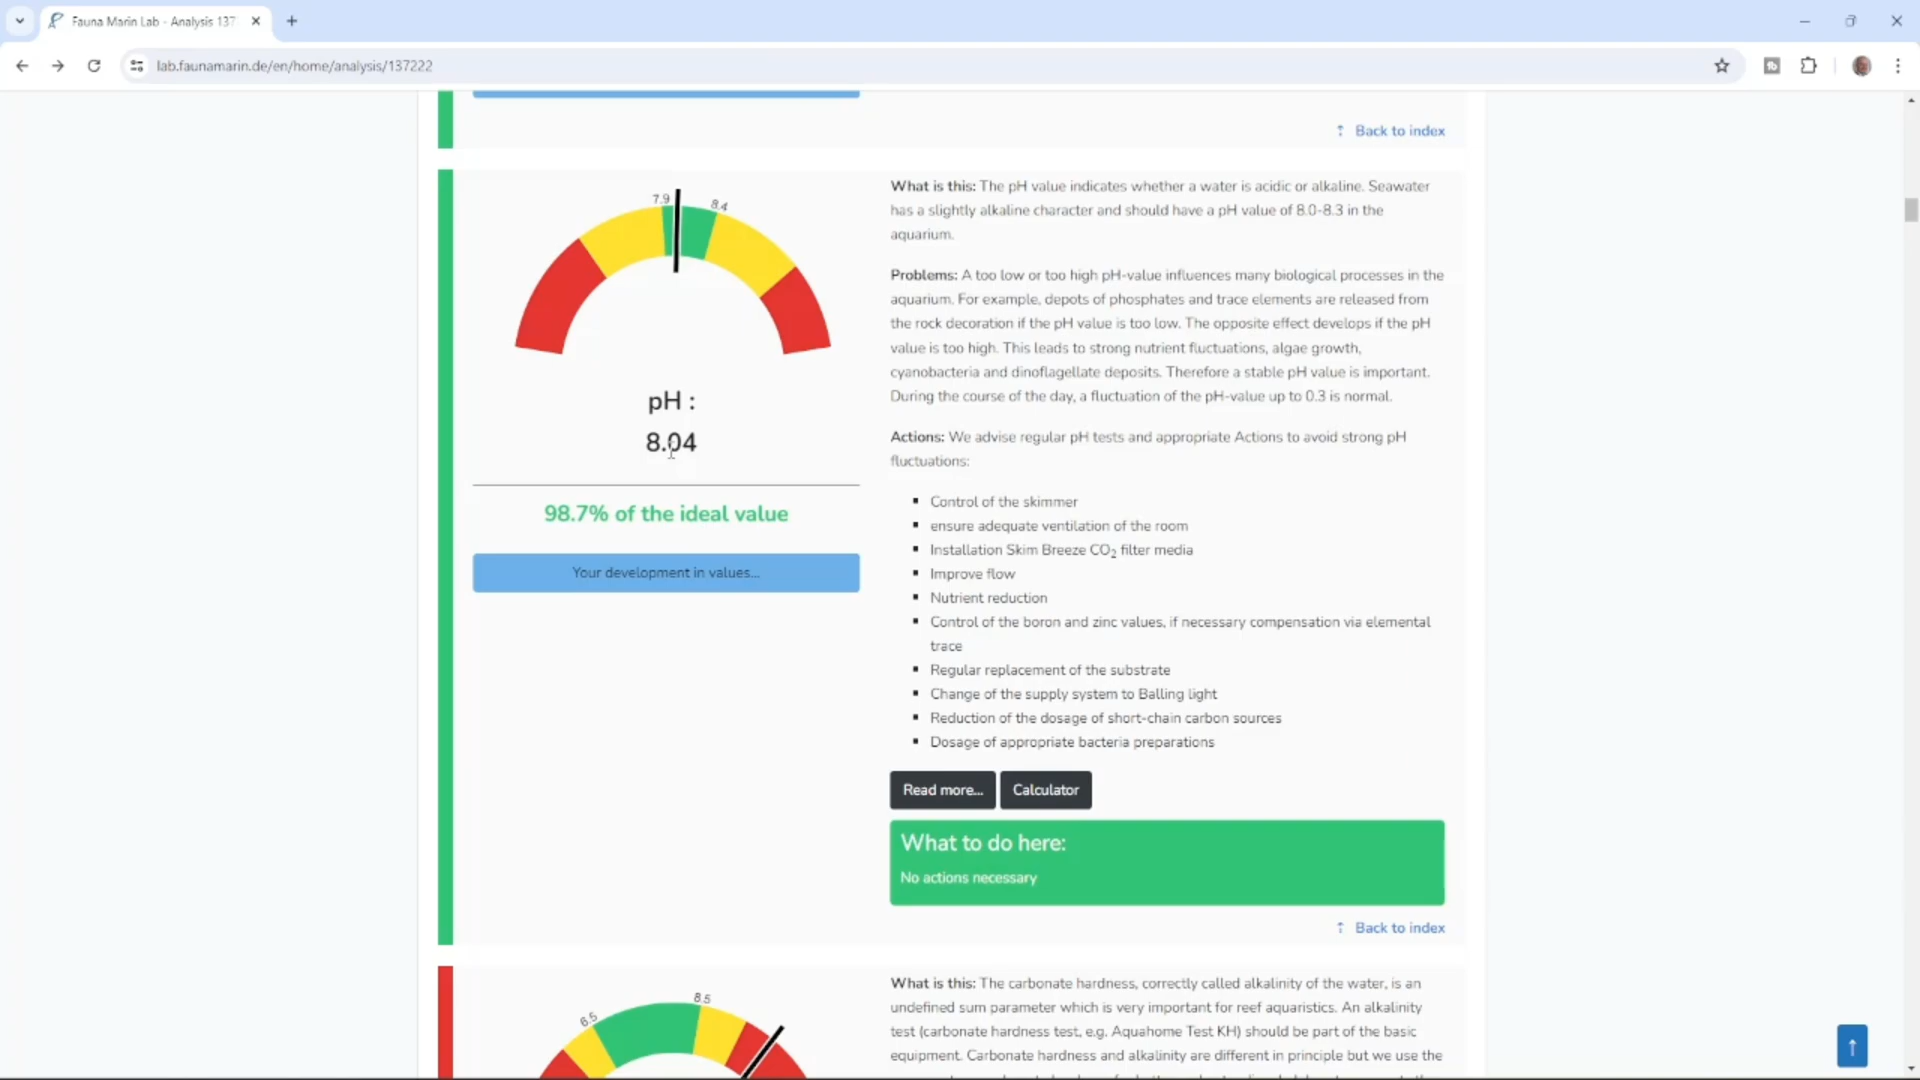 Fauna Marin Lab - Analysis 137
lab.faunamarin.de/en/home/analysis/137222
↑ Back to index
7.9
8.4
pH :
8.04
98.7% of the ideal value
Your development in values...
What is this: The pH value indicates whether a water is acidic or alkaline. Seawater
has a slightly alkaline character and should have a pH value of 8.0-8.3 in the
aquarium.
Problems: A too low or too high pH-value influences many biological processes in the
aquarium. For example, depots of phosphates and trace elements are released from
the rock decoration if the pH value is too low. The opposite effect develops if the pH
value is too high. This leads to strong nutrient fluctuations, algae growth,
cyanobacteria and dinoflagellate deposits. Therefore a stable pH value is important.
During the course of the day, a fluctuation of the pH-value up to 0.3 is normal.
Actions: We advise regular pH tests and appropriate Actions to avoid strong pH
fluctuations:
▪ Control of the skimmer
▪ ensure adequate ventilation of the room
▪ Installation Skim Breeze CO₂ filter media
▪ Improve flow
▪ Nutrient reduction
▪ Control of the boron and zinc values, if necessary compensation via elemental
trace
▪ Regular replacement of the substrate
▪ Change of the supply system to Balling light
▪ Reduction of the dosage of short-chain carbon sources
▪ Dosage of appropriate bacteria preparations
Read more... Calculator
What to do here:
No actions necessary
↑ Back to index
6.5
8.5
What is this: The carbonate hardness, correctly called alkalinity of the water, is an
undefined sum parameter which is very important for reef aquaristics. An alkalinity
test (carbonate hardness test, e.g. Aquahome Test KH) should be part of the basic
equipment. Carbonate hardness and alkalinity are different in principle but we use the